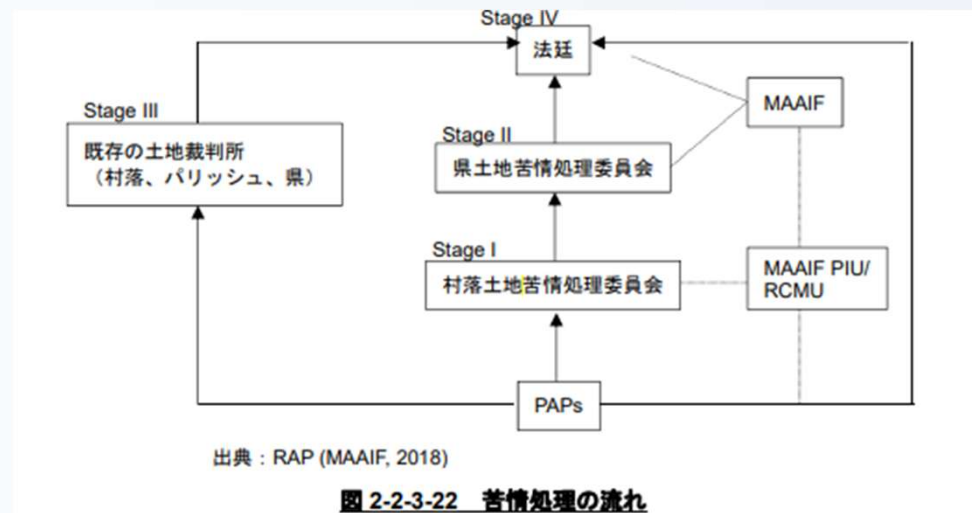 Stage IV
法廷
MAAIF
Stage III
既存の土地裁判所
（村落、パリッシュ、県）
Stage II
県土地苦情処理委員会
Stage I
村落土地苦情処理委員会
MAAIF PIU/
RCMU
PAPs
出典：RAP (MAAIF, 2018)
図 2-2-3-22 苦情処理の流れ